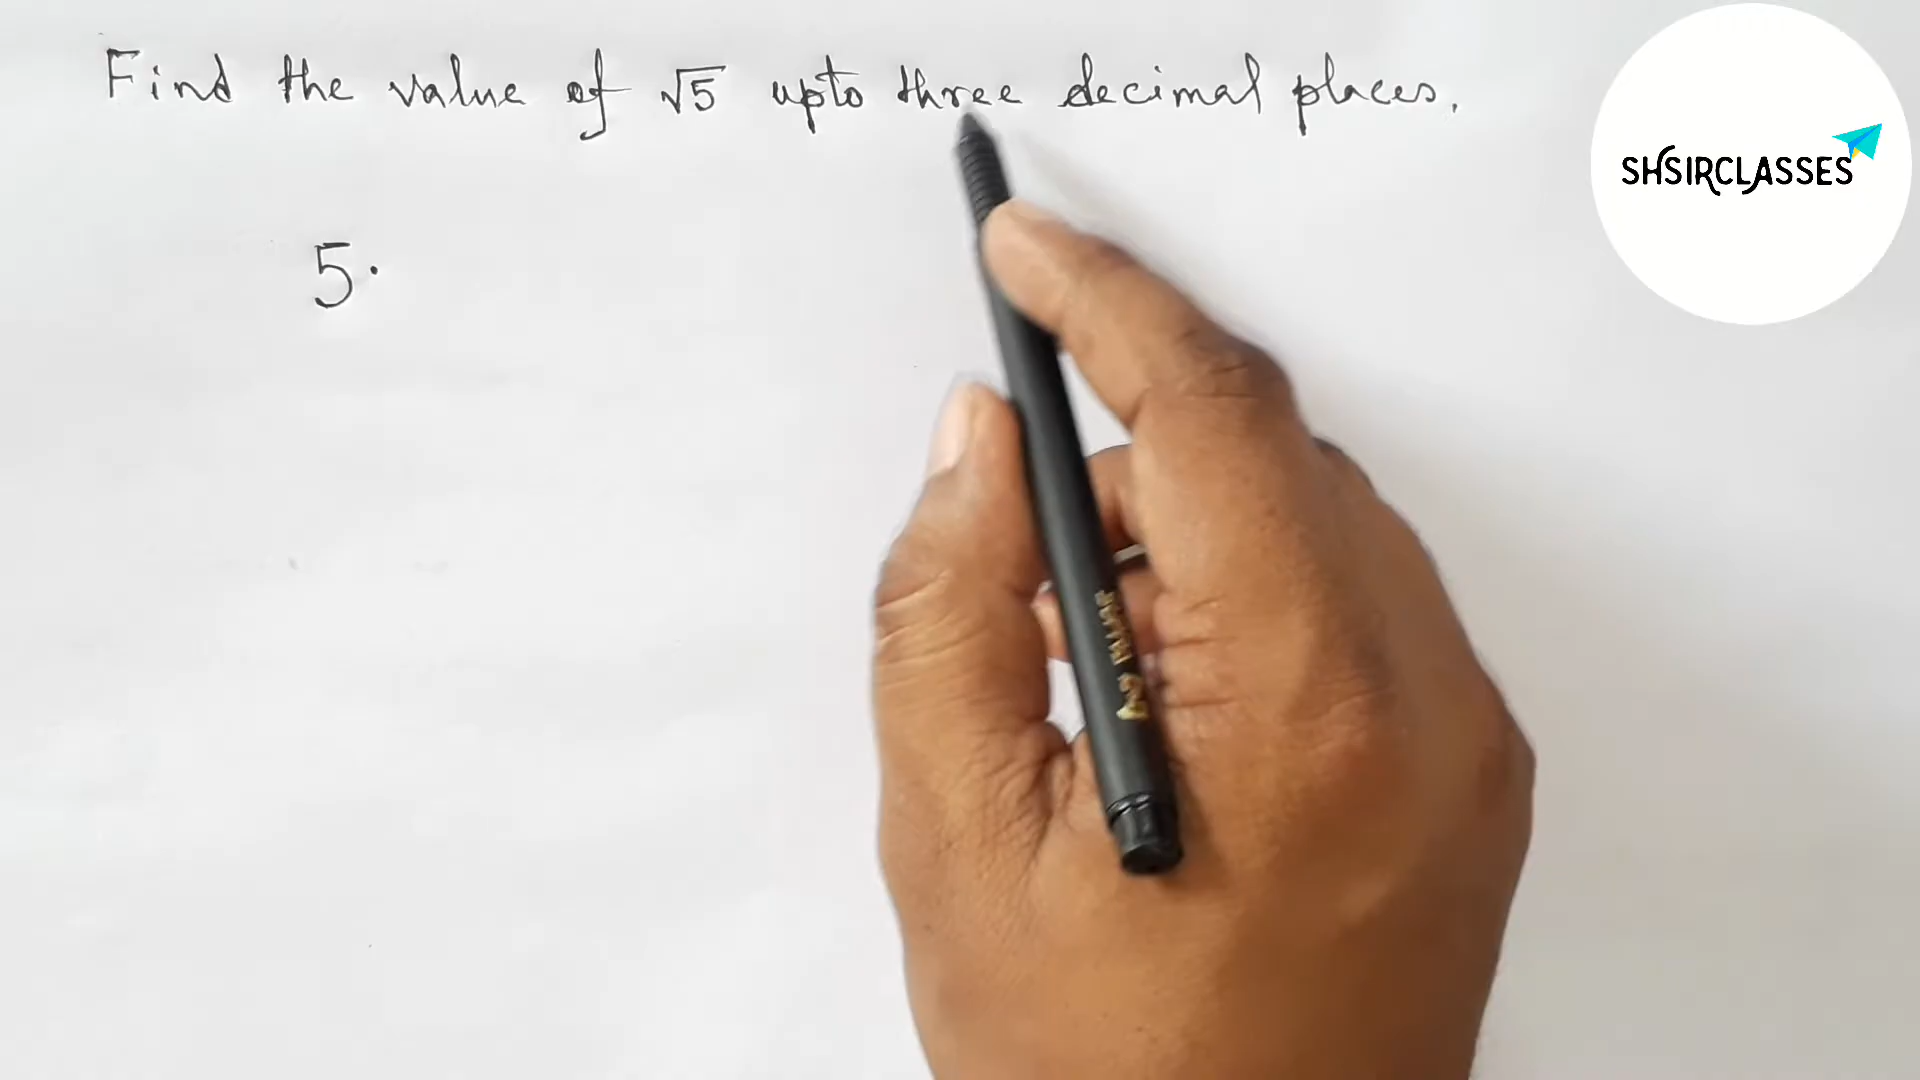 Find the value of √5 upto three decimal places.
SHSIRCLASSES
5.